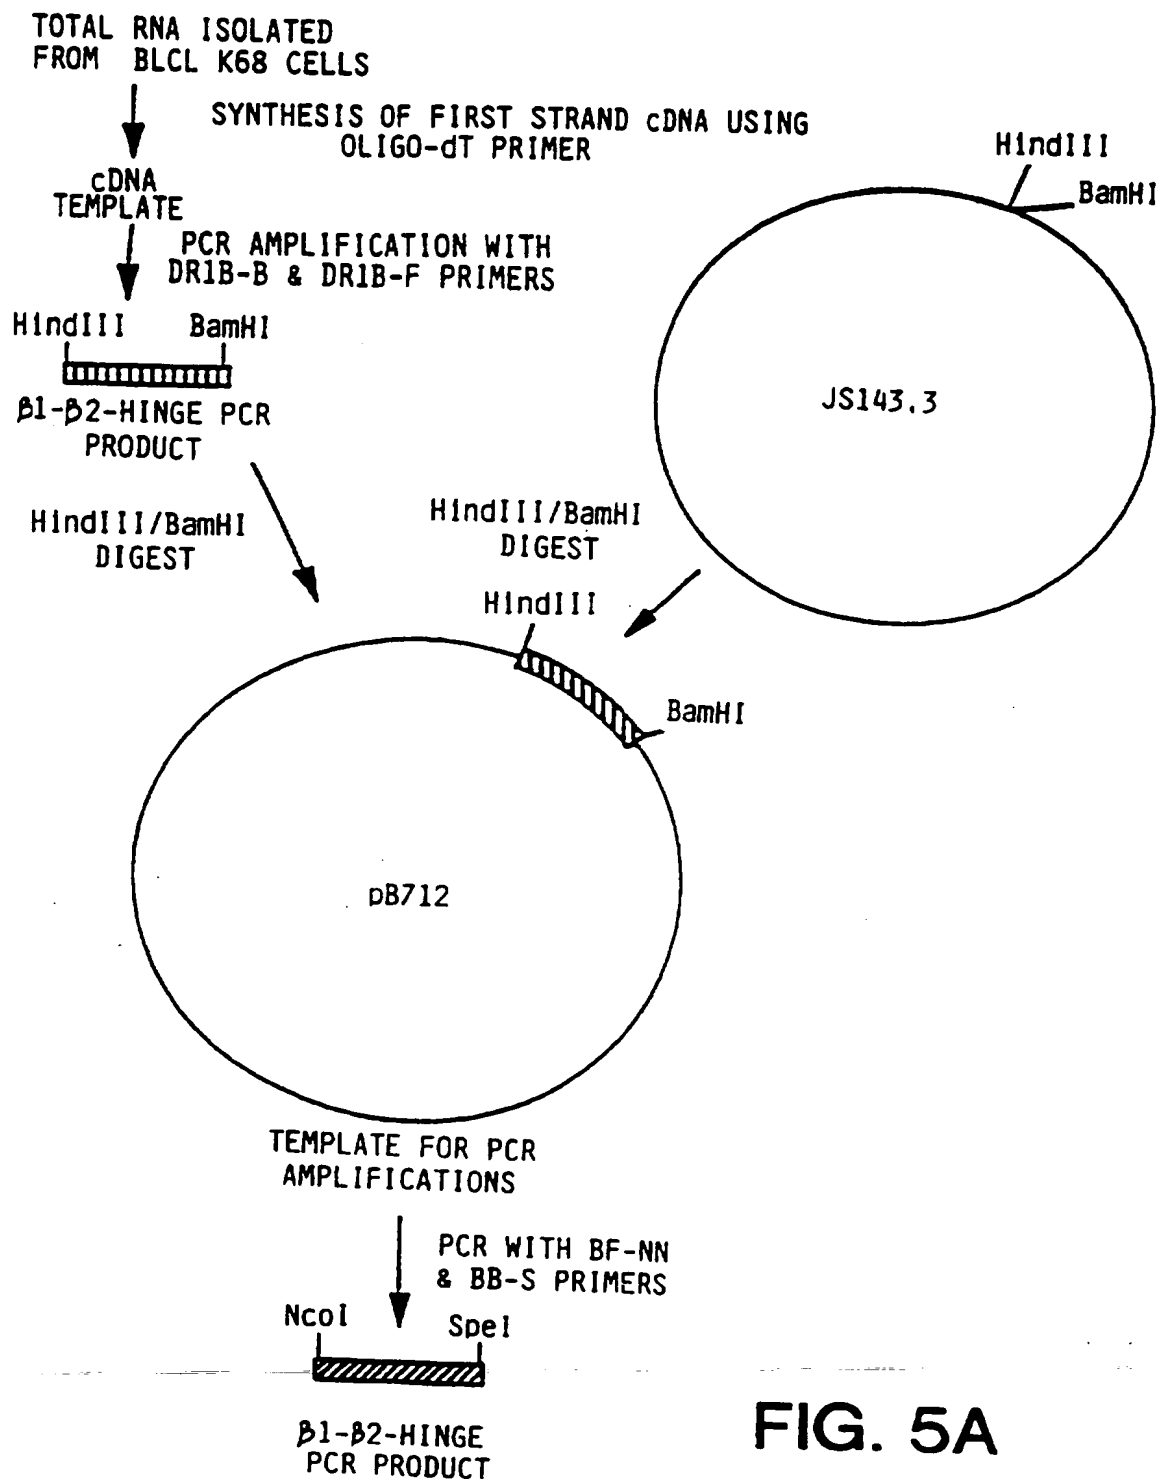 TOTAL RNA ISOLATED
FROM BLCL K68 CELLS
SYNTHESIS OF FIRST STRAND cDNA USING
OLIGO-dT PRIMER
cDNA
TEMPLATE
PCR AMPLIFICATION WITH
DR1B-B & DR1B-F PRIMERS
HindIII BamHI
β1-β2-HINGE PCR
PRODUCT
HindIII
BamHI
JS143.3
HindIII/BamHI
DIGEST
HindIII/BamHI
DIGEST
HindIII
BamHI
pB712
TEMPLATE FOR PCR
AMPLIFICATIONS
PCR WITH BF-NN
& BB-S PRIMERS
NcoI SpeI
β1-β2-HINGE
PCR PRODUCT
FIG. 5A